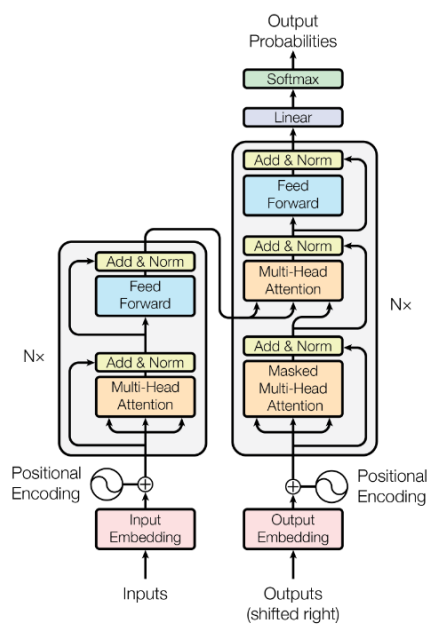 Output
Probabilities
Softmax
Linear
Add & Norm
Feed
Forward
Add & Norm
Multi-Head
Attention
Add & Norm
Masked
Multi-Head
Attention
N×
Positional
Encoding
Output
Embedding
Outputs
(shifted right)
Add & Norm
Feed
Forward
Add & Norm
Multi-Head
Attention
N×
Positional
Encoding
Input
Embedding
Inputs